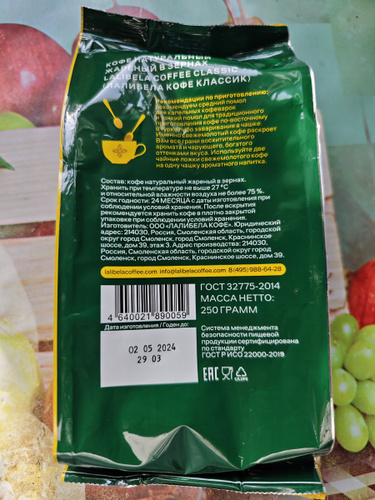 КОФЕ НАТУРАЛЬНЫЙ
ЖАРЕНЫЙ В ЗЕРНАХ
LALIBELA COFFEE CLASSIC
(ЛАЛИБЕЛА КОФЕ КЛАССИК)
Рекомендации по приготовлению:
рекомендуем средний помол
для капельных кофеварок
и тонкий помол для традиционного
приготовления кофе по-восточному
в турке или заваривания в чашке.
Именно свежемолотый кофе раскроет
Вам все грани восхитительного
аромата и чарующего, богатого
оттенками вкуса. Используйте две
чайные ложки свежемолотого кофе
на одну чашку ароматного напитка.
Состав: кофе натуральный жареный в зернах.
Хранить при температуре не выше 27 °C
и относительной влажности воздуха не более 75 %.
Срок годности: 24 МЕСЯЦА с даты изготовления при
соблюдении условий хранения. После вскрытия
рекомендуется хранить кофе в плотно закрытой
упаковке при соблюдении условий хранения.
Изготовитель: ООО «ЛАЛИБЕЛА КОФЕ». Юридический
адрес: 214030, Россия, Смоленская область, городской
округ город Смоленск, город Смоленск, Краснинское
шоссе, дом 39, этаж 3. Адрес производства: 214030,
Россия, Смоленская область, городской округ город
Смоленск, город Смоленск, Краснинское шоссе, дом 39.
lalibelacoffee.com info@lalibelacoffee.com 8(495)988-64-28
4 640021 890059
ГОСТ 32775-2014
МАССА НЕТТО:
250 ГРАММ
Дата изготовления / Годен до:
02 05 2024
29 03
Система менеджмента
безопасности пищевой
продукции сертифицирована
по стандарту
ГОСТ Р ИСО 22000-2019
EAC